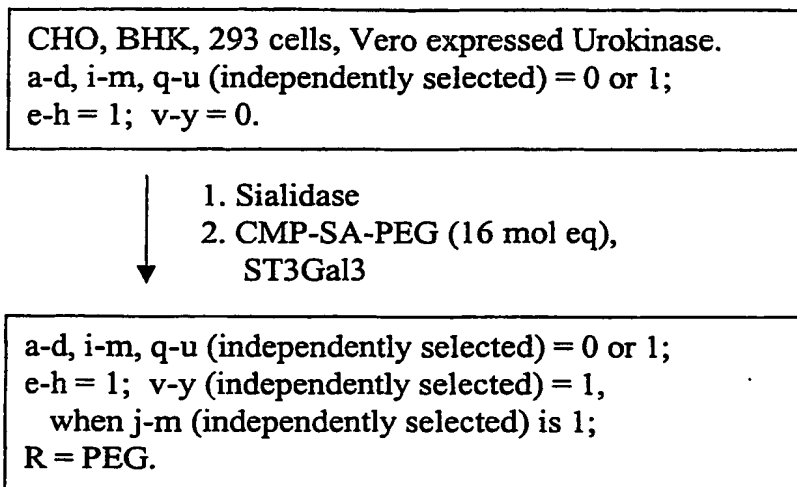 CHO, BHK, 293 cells, Vero expressed Urokinase.
a-d, i-m, q-u (independently selected) = 0 or 1;
e-h = 1; v-y = 0.
1. Sialidase
2. CMP-SA-PEG (16 mol eq),
ST3Gal3
a-d, i-m, q-u (independently selected) = 0 or 1;
e-h = 1; v-y (independently selected) = 1,
when j-m (independently selected) is 1;
R = PEG.